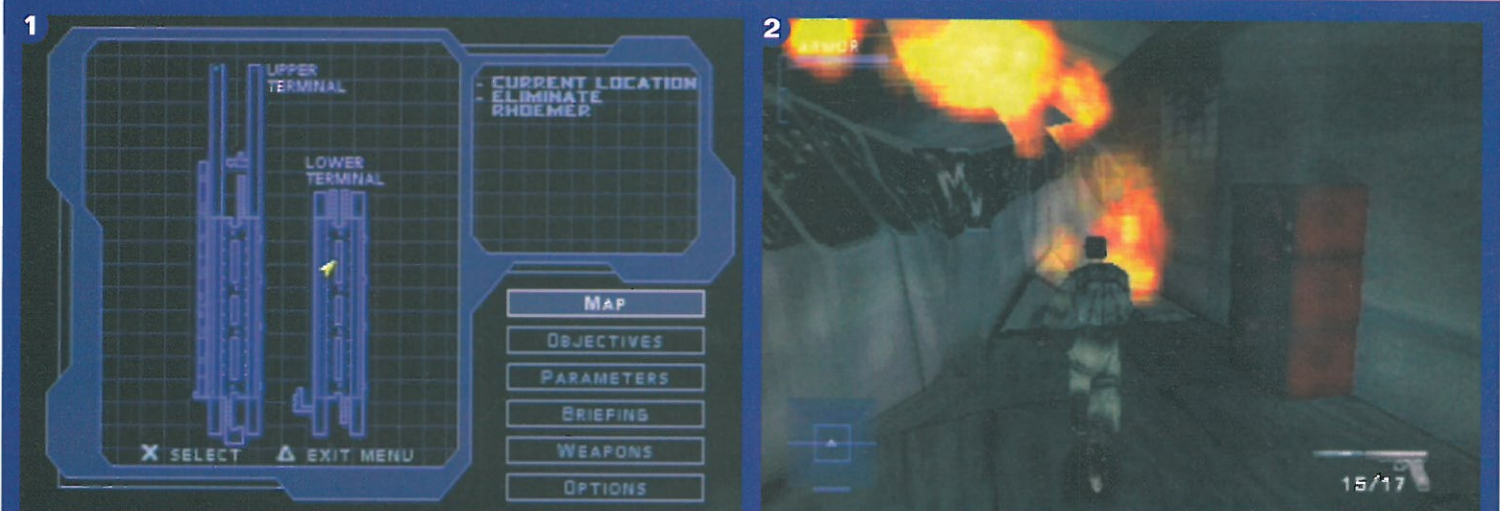 1
UPPER
TERMINAL
LOWER
TERMINAL
X SELECT △ EXIT MENU
- CURRENT LOCATION
- ELIMINATE
RHOEMER
MAP
OBJECTIVES
PARAMETERS
BRIEFING
WEAPONS
OPTIONS
2
ARMOR
15/17